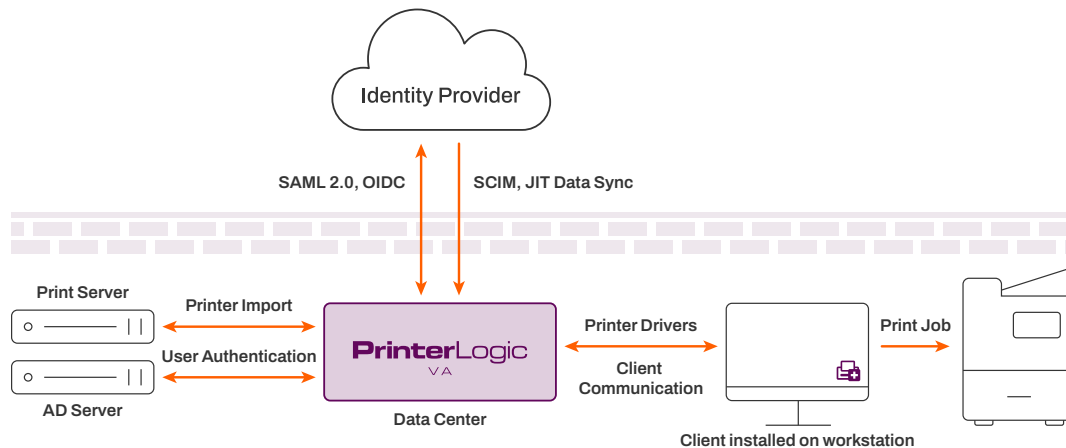 Identity Provider
SAML 2.0, OIDC
SCIM, JIT Data Sync
Print Server
Printer Import
User Authentication
AD Server
PrinterLogic
VA
Data Center
Printer Drivers
Client
Communication
Print Job
Client installed on workstation